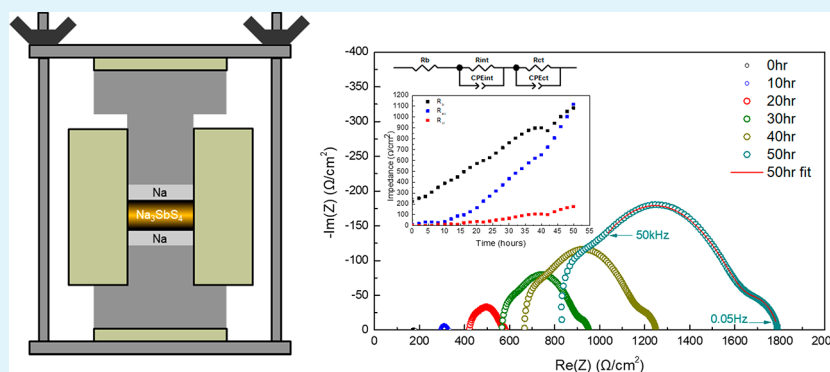 Na
Na₃SbS₄
Na
-Im(Z) (Ω/cm²)
-400
-350
-300
-250
-200
-150
-100
-50
0
0 200 400 600 800 1000 1200 1400 1600 1800 200
Re(Z) (Ω/cm²)
Rb Rint Rct
CPEint CPEct
Impedance (Ω/cm²)
1200
1100
1000
900
800
700
600
500
400
300
200
100
0
0 5 10 15 20 25 30 35 40 45 50 55
Time (hours)
0hr
10hr
20hr
30hr
40hr
50hr
50hr fit
50kHz
0.05Hz